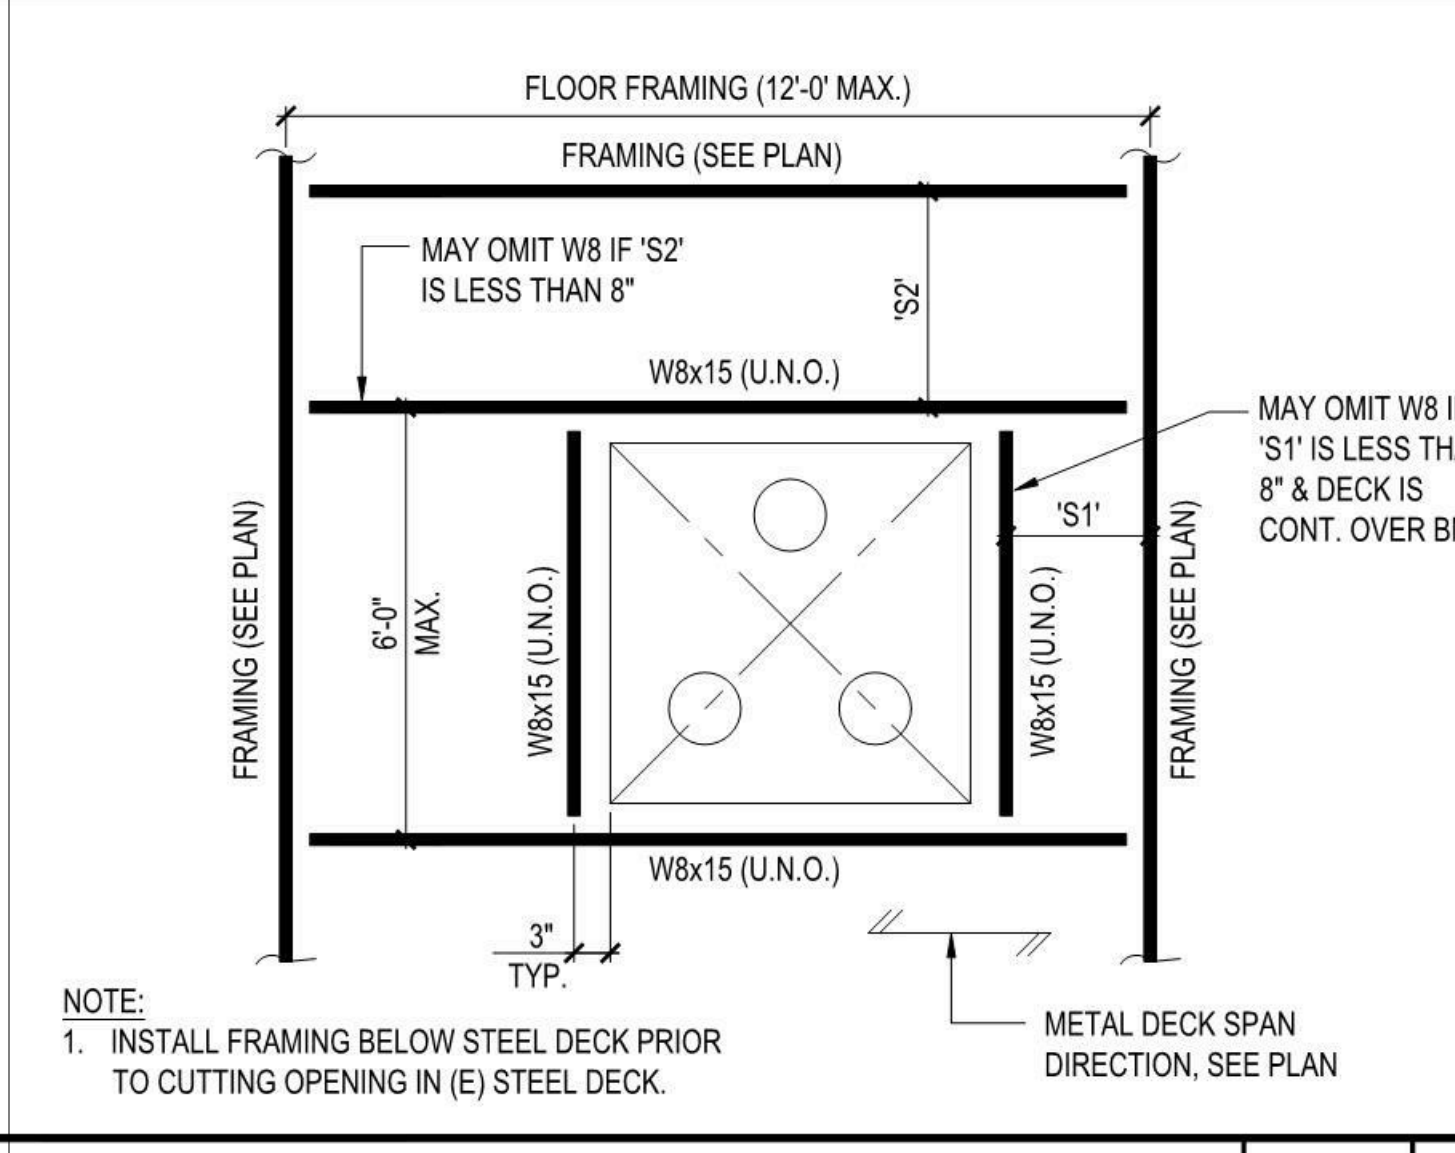 FLOOR FRAMING (12'-0' MAX.)
FRAMING (SEE PLAN)
MAY OMIT W8 IF 'S2'
IS LESS THAN 8"
'S2'
W8x15 (U.N.O.)
MAY OMIT W8
'S1' IS LESS
8" & DECK IS
CONT. OVER
'S1'
FRAMING (SEE PLAN)
6'-0"
MAX.
W8x15 (U.N.O.)
W8x15 (U.N.O.)
FRAMING (SEE PLAN)
W8x15 (U.N.O.)
3"
TYP.
NOTE:
1. INSTALL FRAMING BELOW STEEL DECK PRIOR
TO CUTTING OPENING IN (E) STEEL DECK.
METAL DECK SPAN
DIRECTION, SEE PLAN